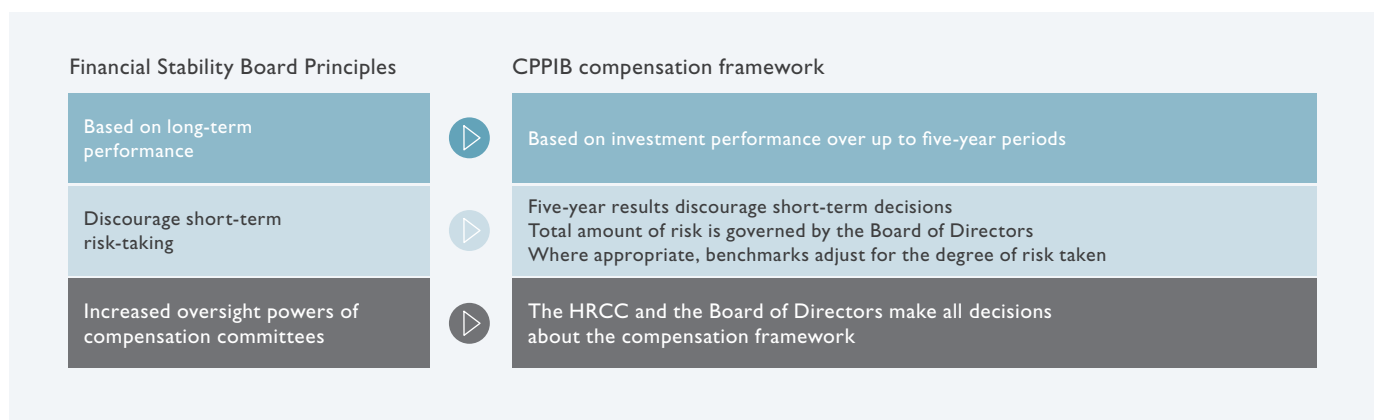 Financial Stability Board Principles
CPPIB compensation framework
Based on long-term
performance
Based on investment performance over up to five-year periods
Discourage short-term
risk-taking
Five-year results discourage short-term decisions
Total amount of risk is governed by the Board of Directors
Where appropriate, benchmarks adjust for the degree of risk taken
Increased oversight powers of
compensation committees
The HRCC and the Board of Directors make all decisions
about the compensation framework